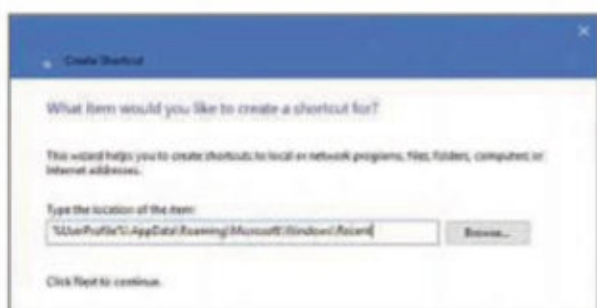 Create Shortcut
What item would you like to create a shortcut for?
This wizard helps you to create shortcuts to local or network programs, files, folders, computers, or
Internet addresses.
Type the location of the item:
%UserProfile%\AppData\Roaming\Microsoft\Windows\Recent
Browse...
Click Next to continue.